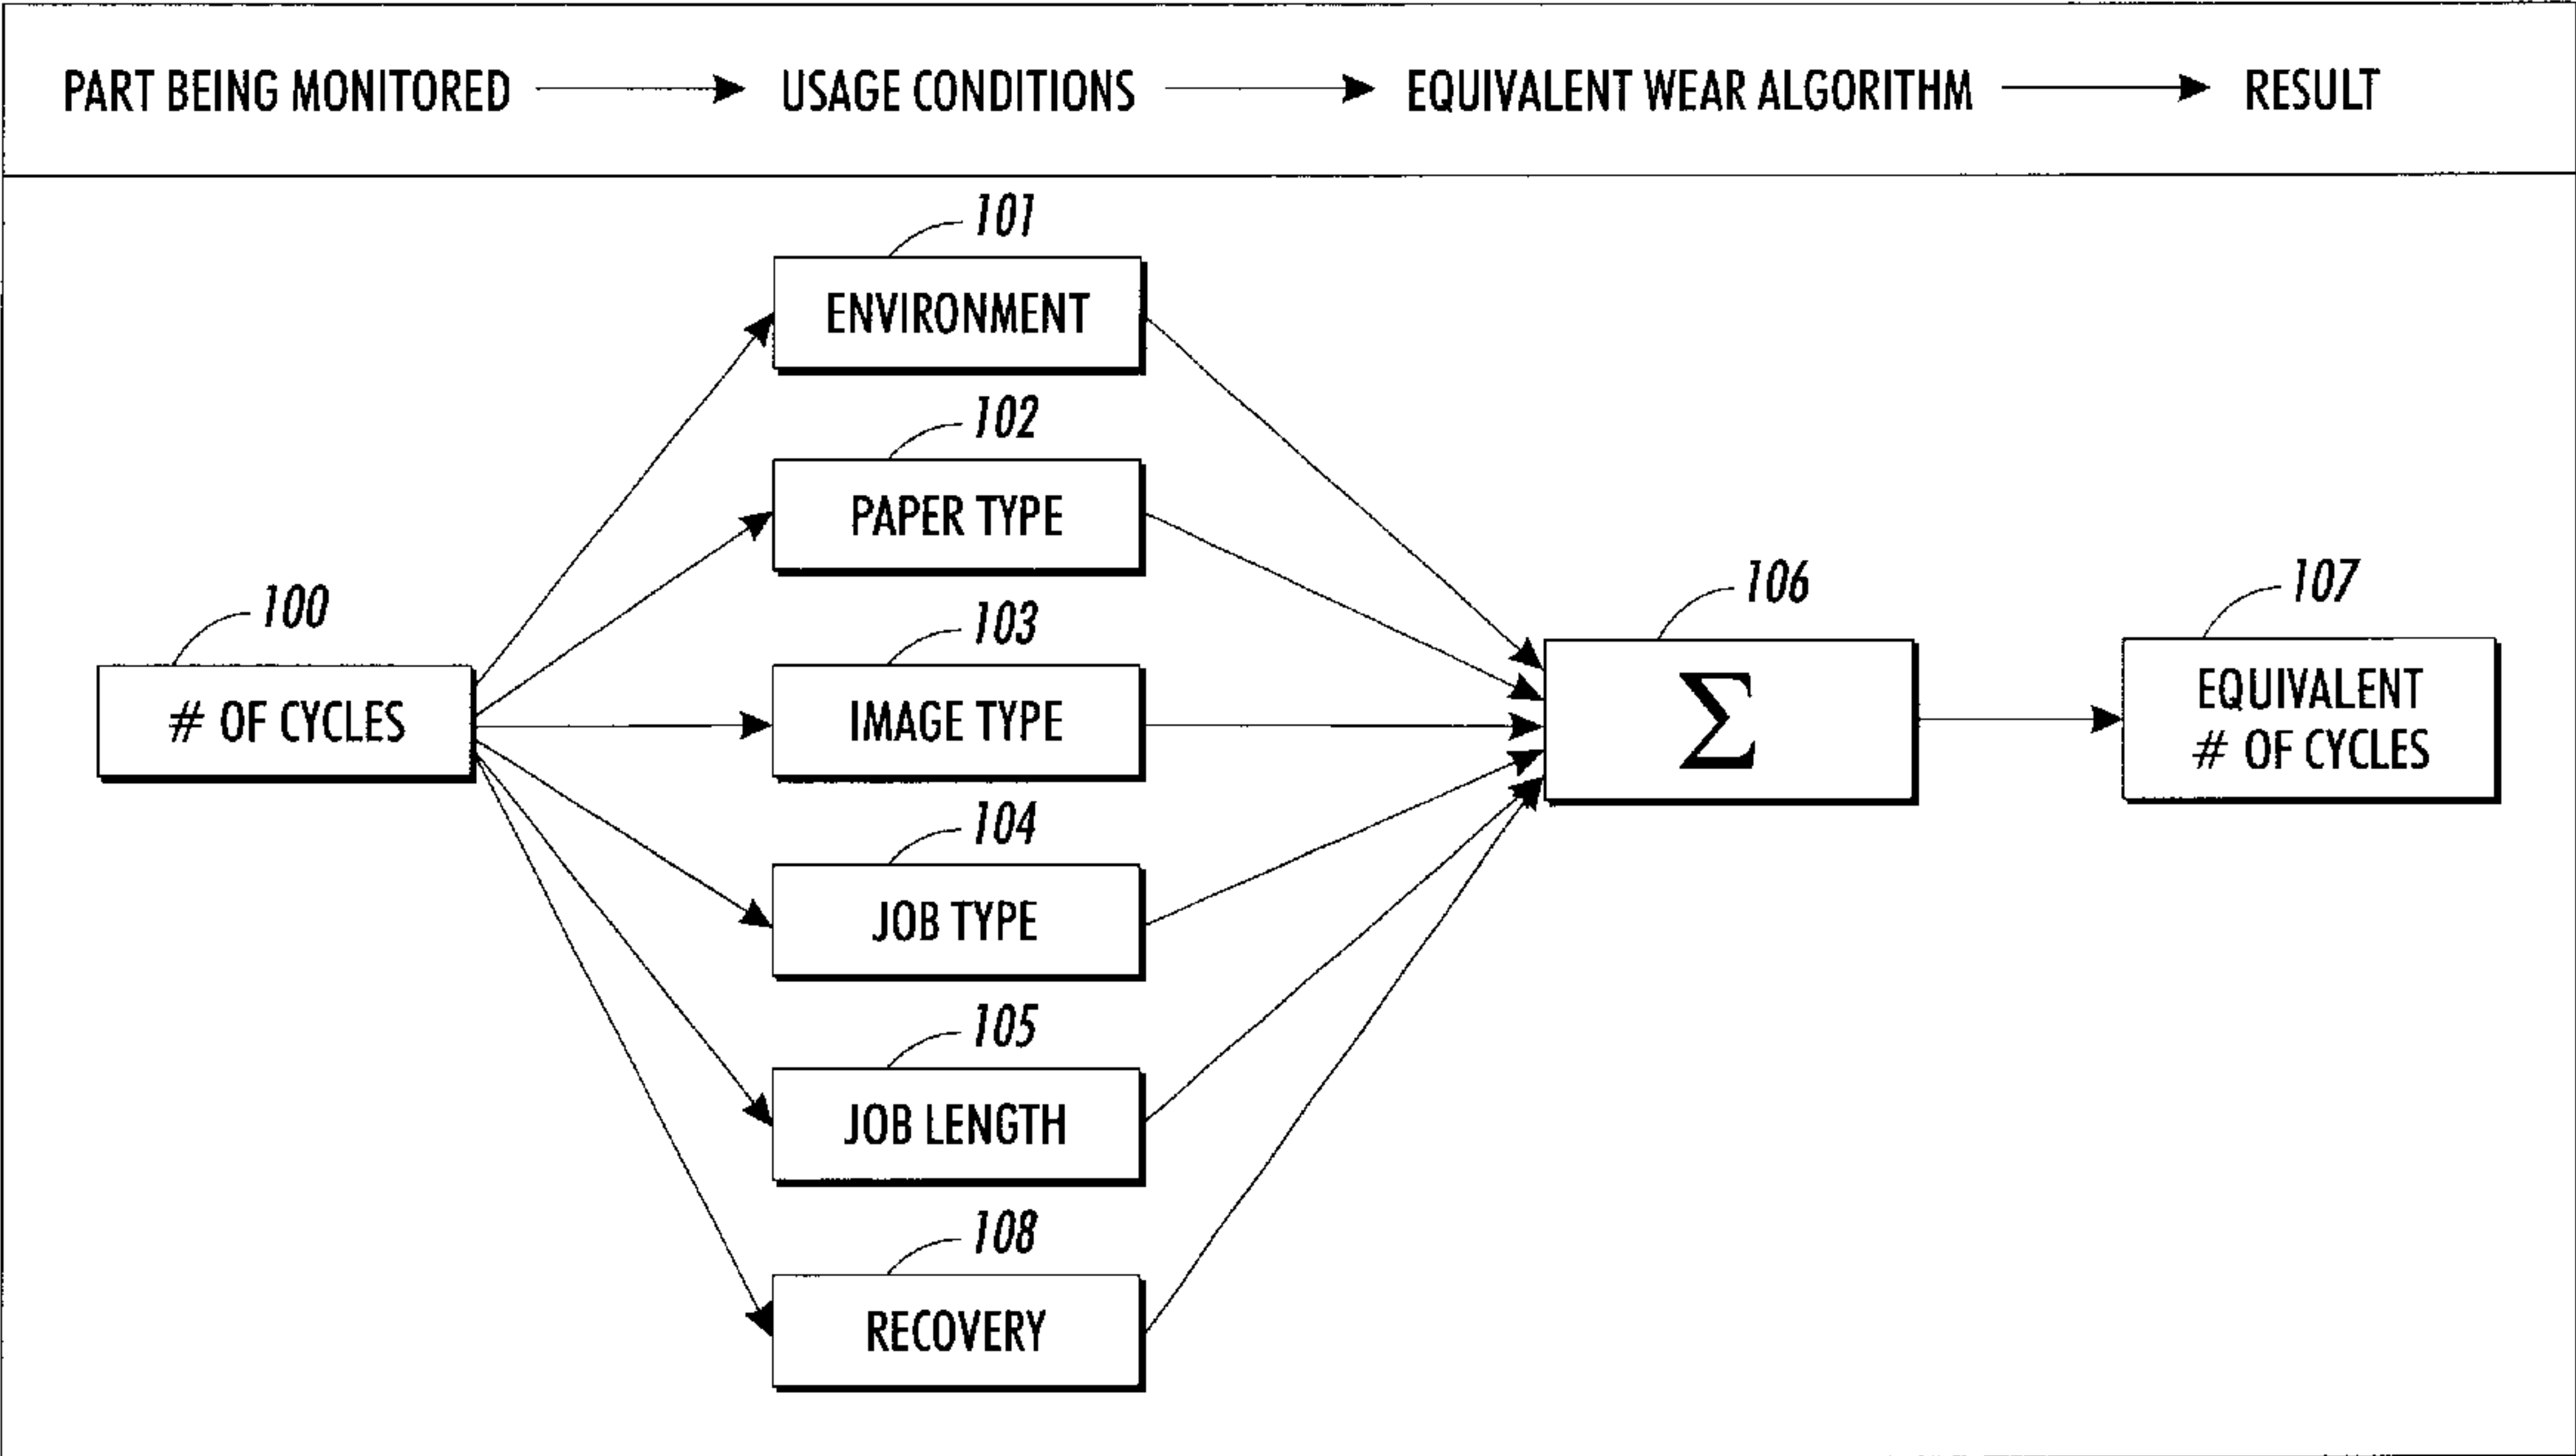 PART BEING MONITORED USAGE CONDITIONS EQUIVALENT WEAR ALGORITHM RESULT
101
ENVIRONMENT
102
PAPER TYPE
103
IMAGE TYPE
104
JOB TYPE
105
JOB LENGTH
108
RECOVERY
100
# OF CYCLES
106
Σ
107
EQUIVALENT
# OF CYCLES